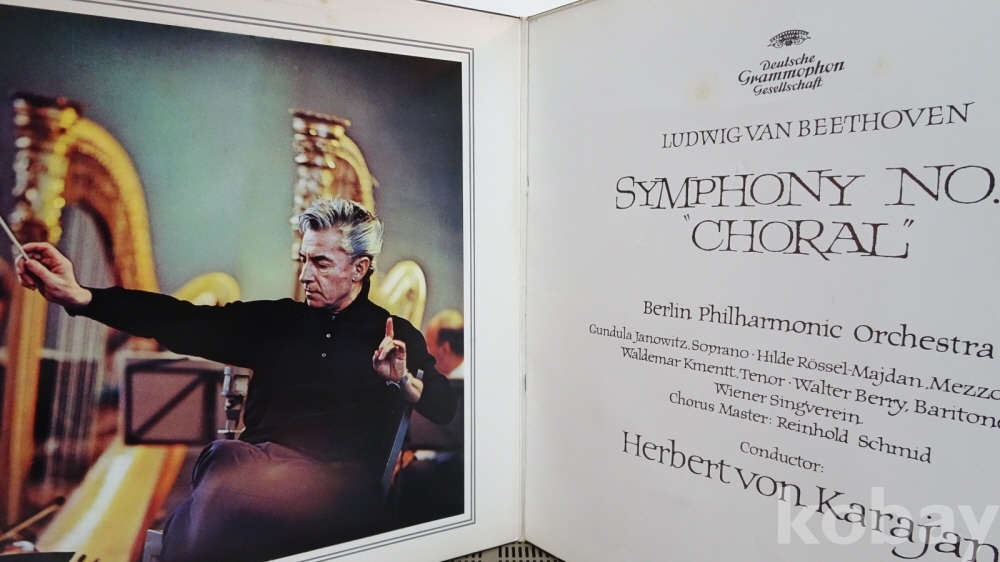 Deutsche
Grammophon
Gesellschaft
LUDWIG VAN BEETHOVEN
SYMPHONY NO.
"CHORAL"
Berlin Philharmonic Orchestra
Gundula Janowitz, Soprano · Hilde Rössel-Majdan, Mezzo
Waldemar Kmentt, Tenor · Walter Berry, Baritone
Wiener Singverein
Chorus Master: Reinhold Schmid
Conductor:
Herbert von Karajan
kobay